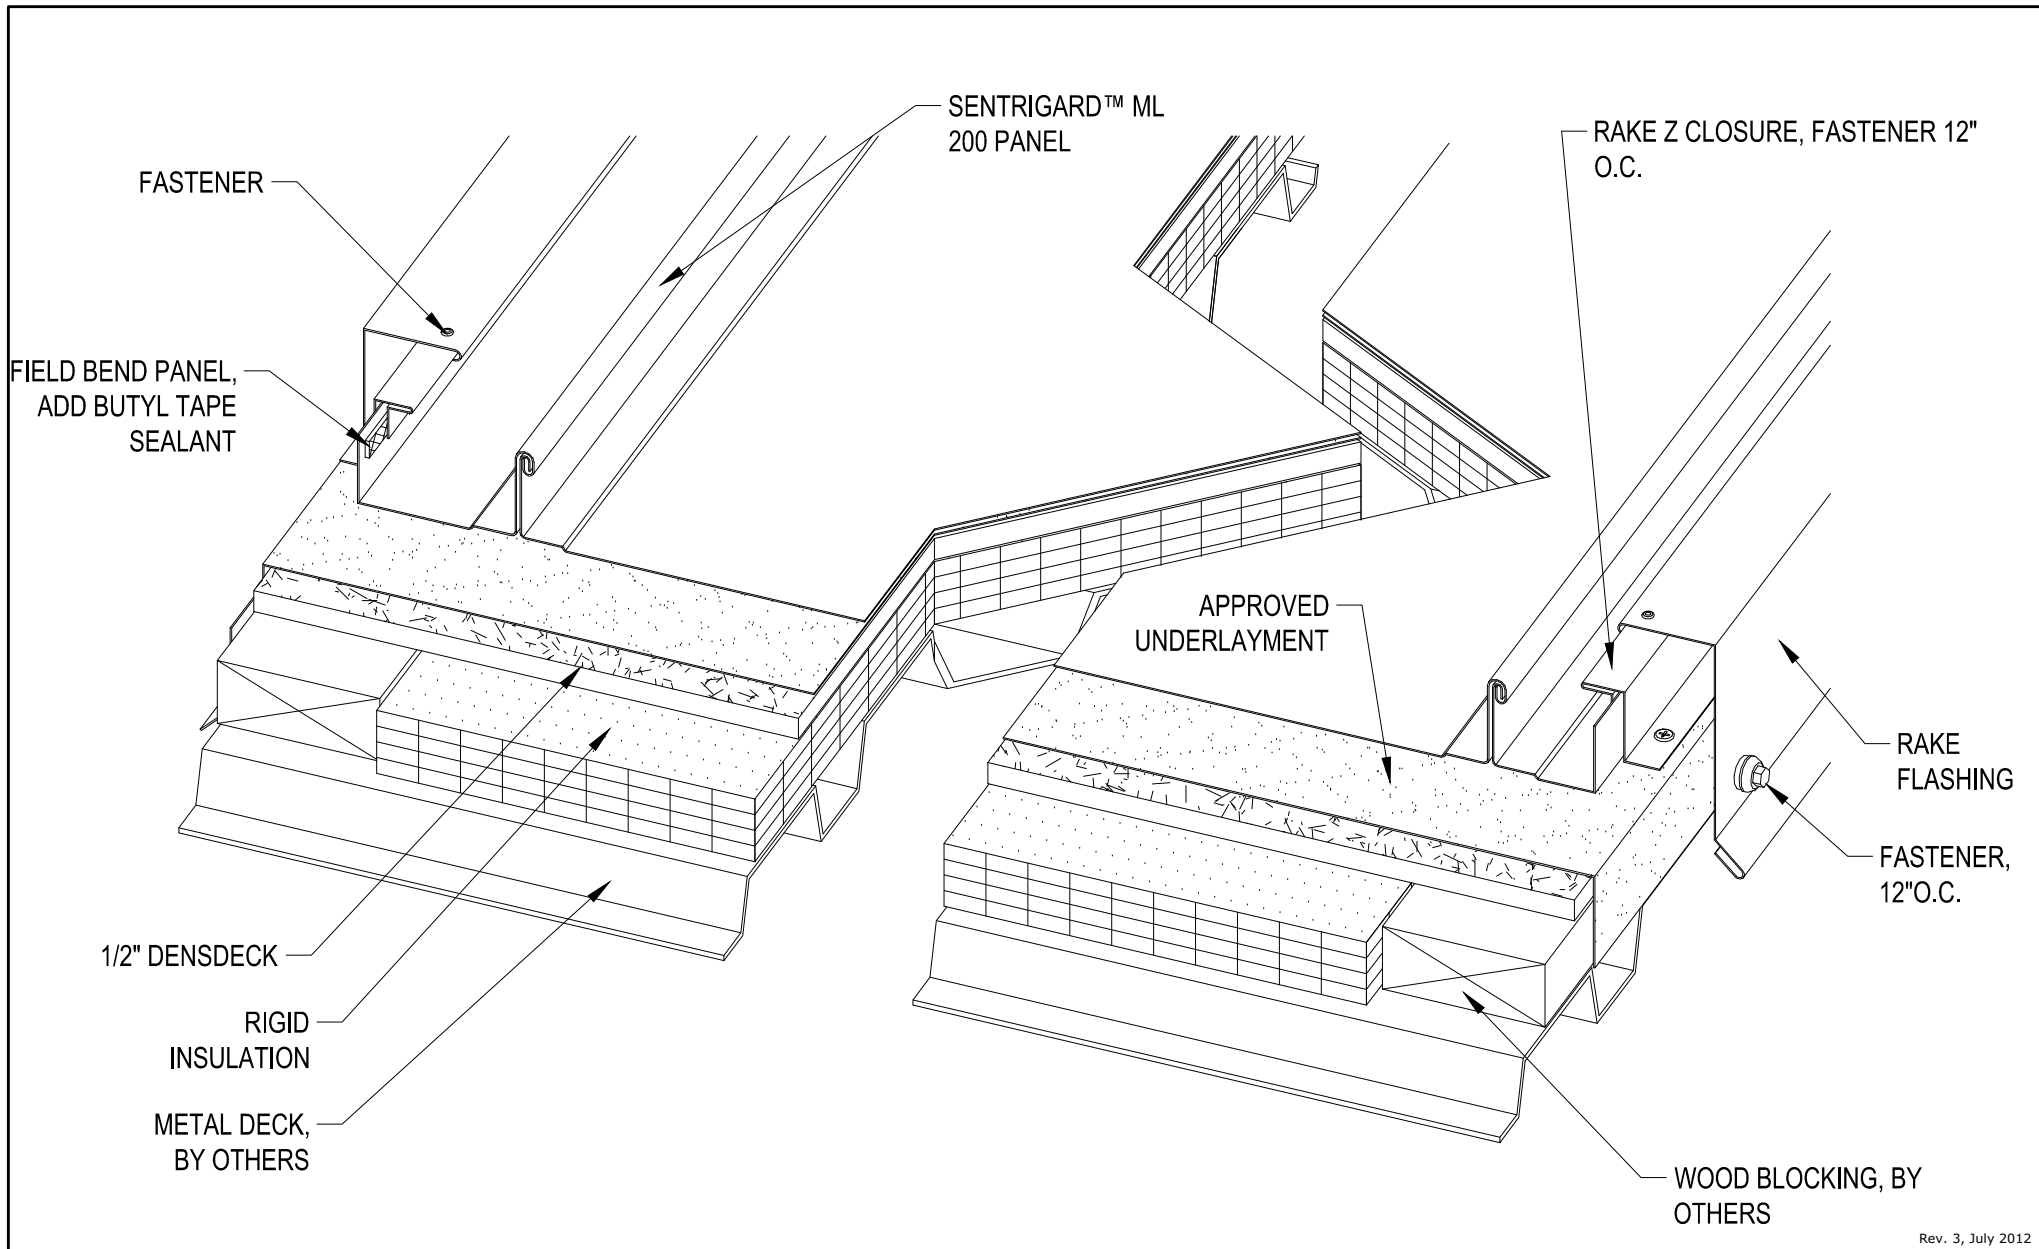 SENTRIGARD™ ML
200 PANEL
RAKE Z CLOSURE, FASTENER 12"
O.C.
FASTENER
FIELD BEND PANEL,
ADD BUTYL TAPE
SEALANT
APPROVED
UNDERLAYMENT
RAKE
FLASHING
FASTENER,
12"O.C.
1/2" DENSDECK
RIGID
INSULATION
METAL DECK,
BY OTHERS
WOOD BLOCKING, BY
OTHERS
Rev. 3, July 2012